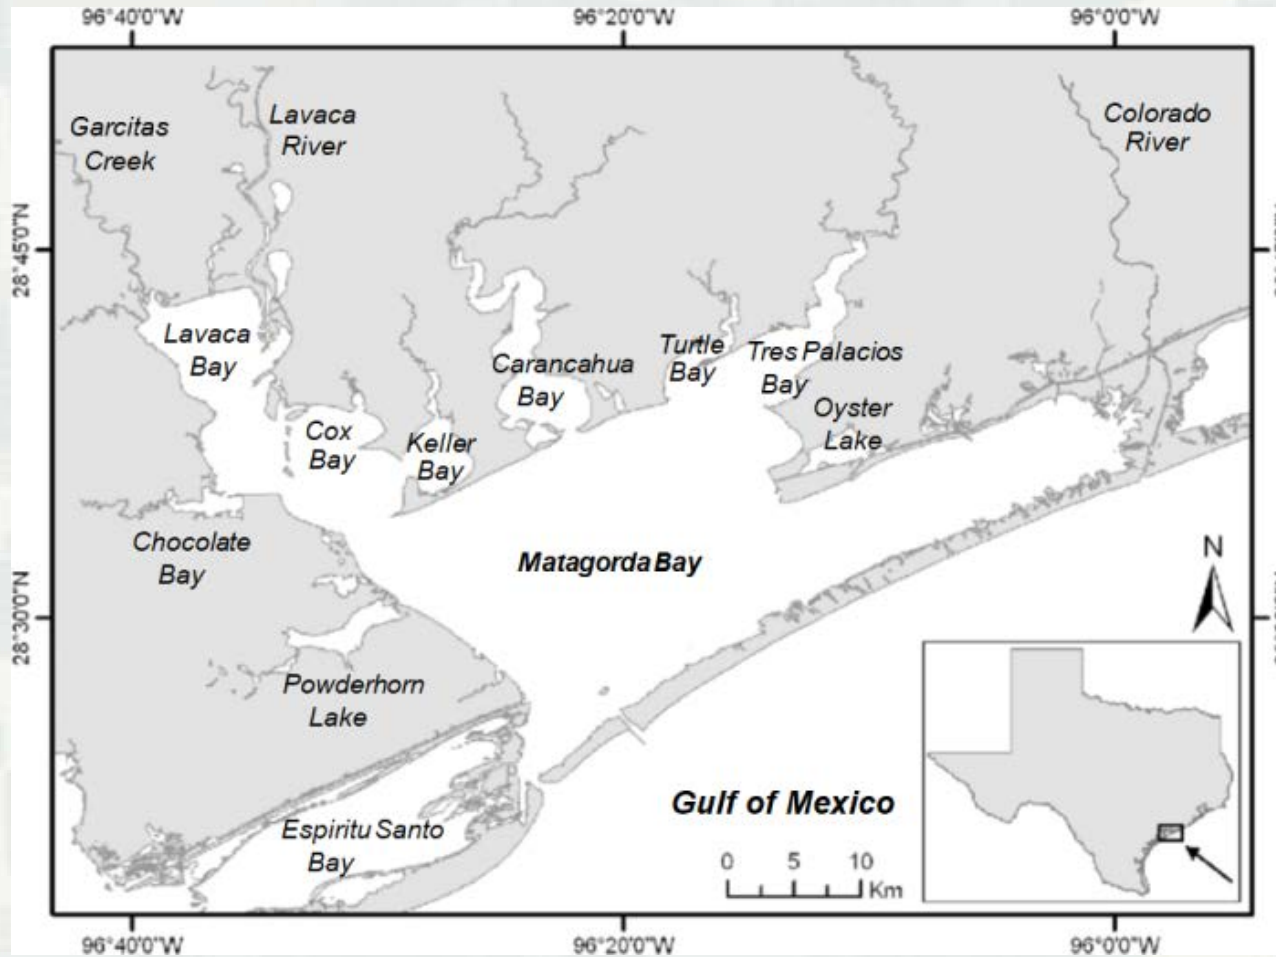 96°40'0"W
96°20'0"W
96°0'0"W
Garcitas
Creek
Lavaca
River
Colorado
River
28°45'0"N
Lavaca
Bay
Carancahua
Bay
Turtle
Bay
Tres Palacios
Bay
Oyster
Lake
Cox
Bay
Keller
Bay
Chocolate
Bay
Matagorda Bay
N
28°30'0"N
Powderhorn
Lake
Gulf of Mexico
Espiritu Santo
Bay
0 5 10
Km
96°40'0"W
96°20'0"W
96°0'0"W